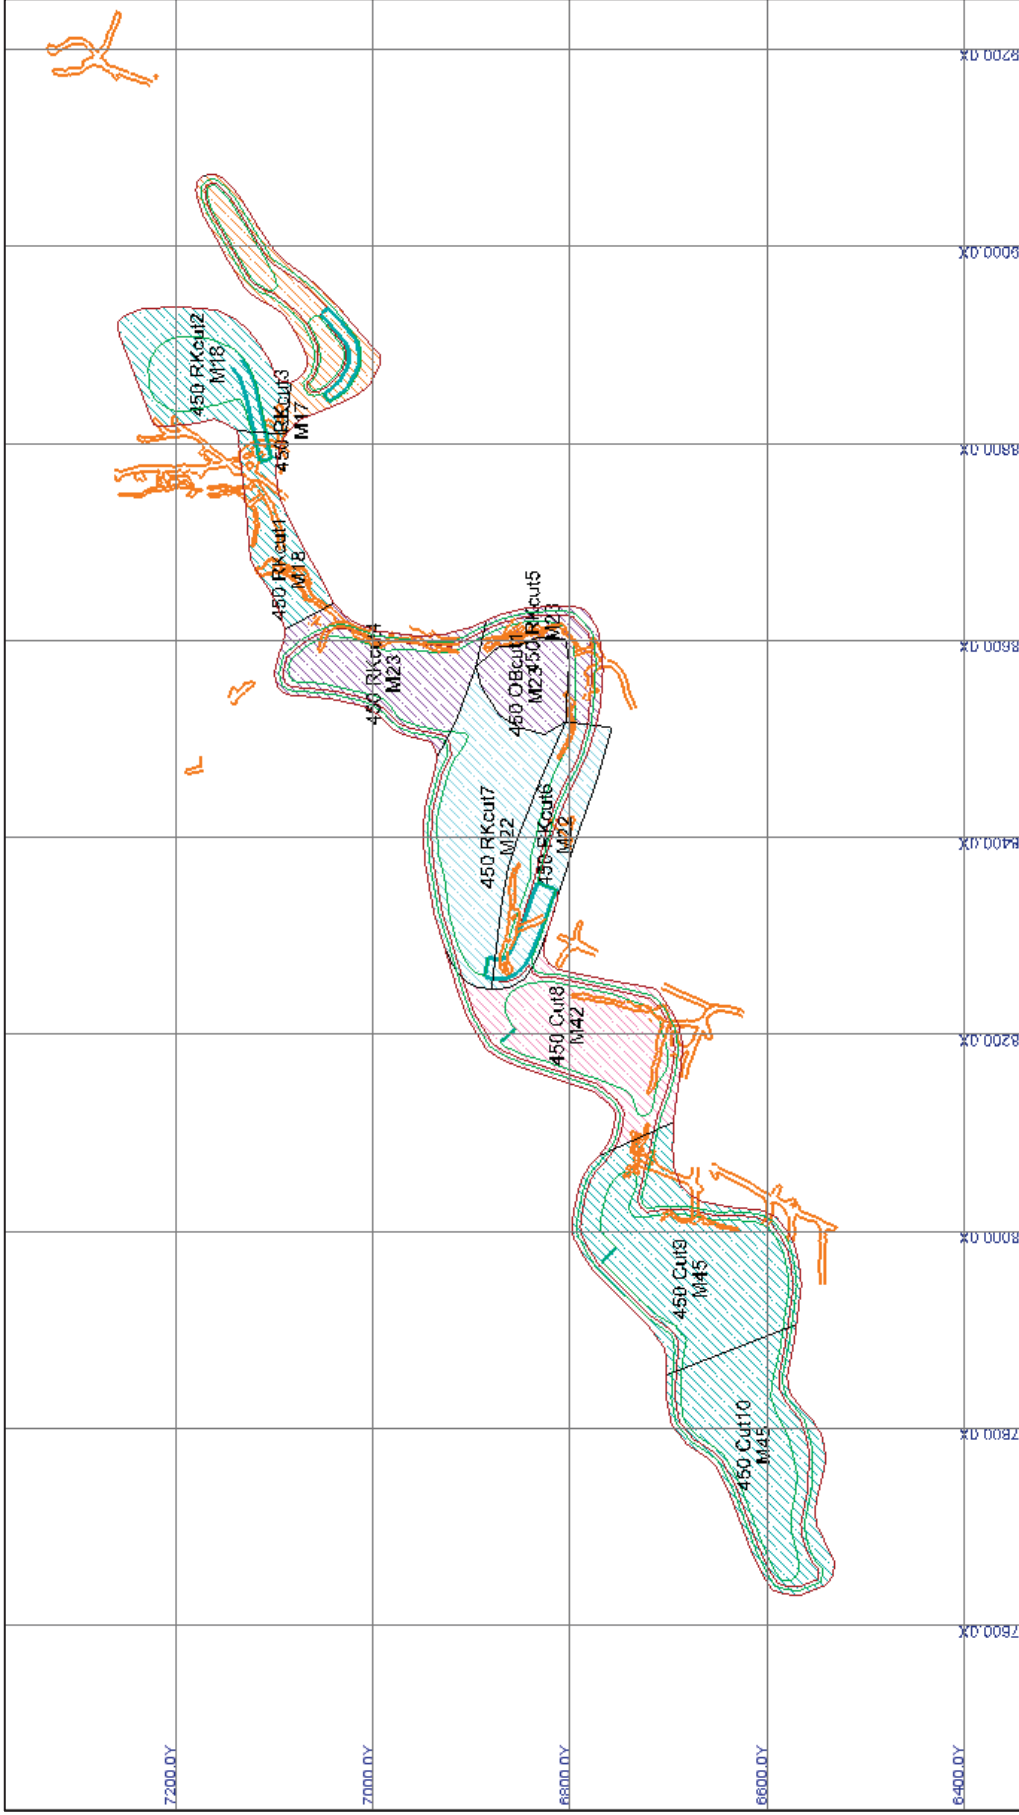 9200.0X
9000.0X
8800.0X
8600.0X
8400.0X
8200.0X
8000.0X
7800.0X
7600.0X
7200.0Y
7000.0Y
6800.0Y
6600.0Y
6400.0Y
450 RKcut2
M18
450 RKcut3
M17
450 RKcut1
M18
450 RKcut4
M23
450 OBcut1
M23
450 RKcut5
M23
450 RKcut7
M22
450 RKcut6
M22
450 Cut8
M42
450 Cut9
M45
450 Cut10
M45